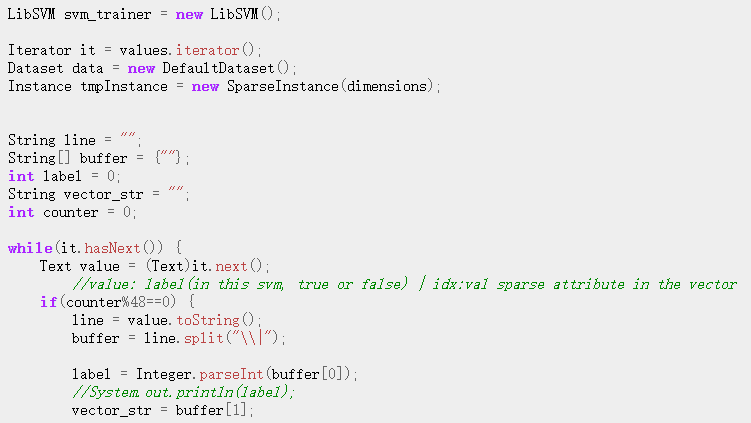 LibSVM svm_trainer = new LibSVM();
Iterator it = values.iterator();
Dataset data = new DefaultDataset();
Instance tmpInstance = new SparseInstance(dimensions);
String line = "";
String[] buffer = {""};
int label = 0;
String vector_str = "";
int counter = 0;
while(it.hasNext()) {
Text value = (Text)it.next();
//value: label(in this svm, true or false) | idx:val sparse attribute in the vector
if(counter%48==0) {
line = value.toString();
buffer = line.split("\\|");
label = Integer.parseInt(buffer[0]);
//System.out.println(label);
vector_str = buffer[1];